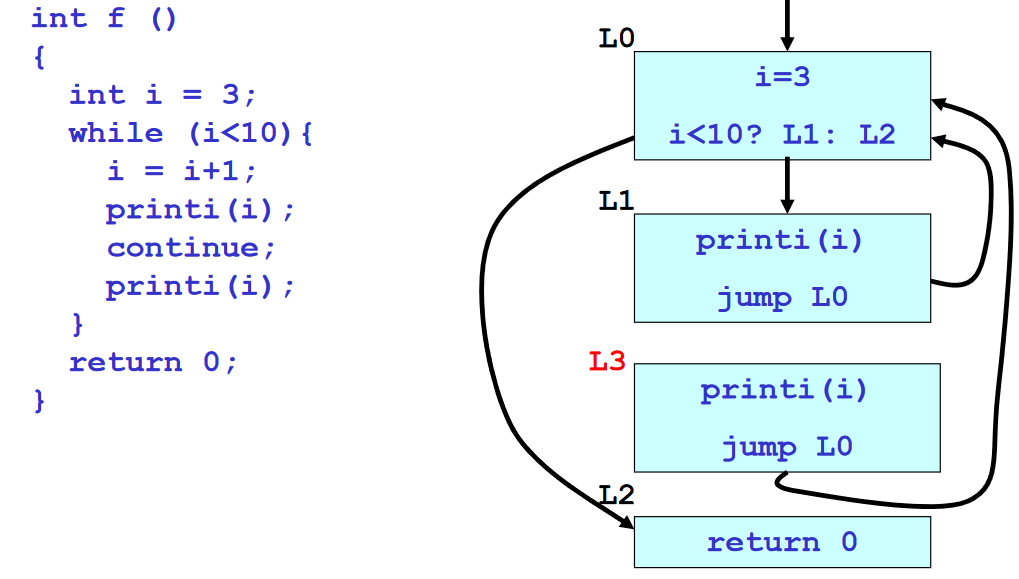 int f ()
{
int i = 3;
while (i<10){
i = i+1;
printi(i);
continue;
printi(i);
}
return 0;
}
L0
i=3
i<10? L1: L2
L1
printi(i)
jump L0
L3
printi(i)
jump L0
L2
return 0